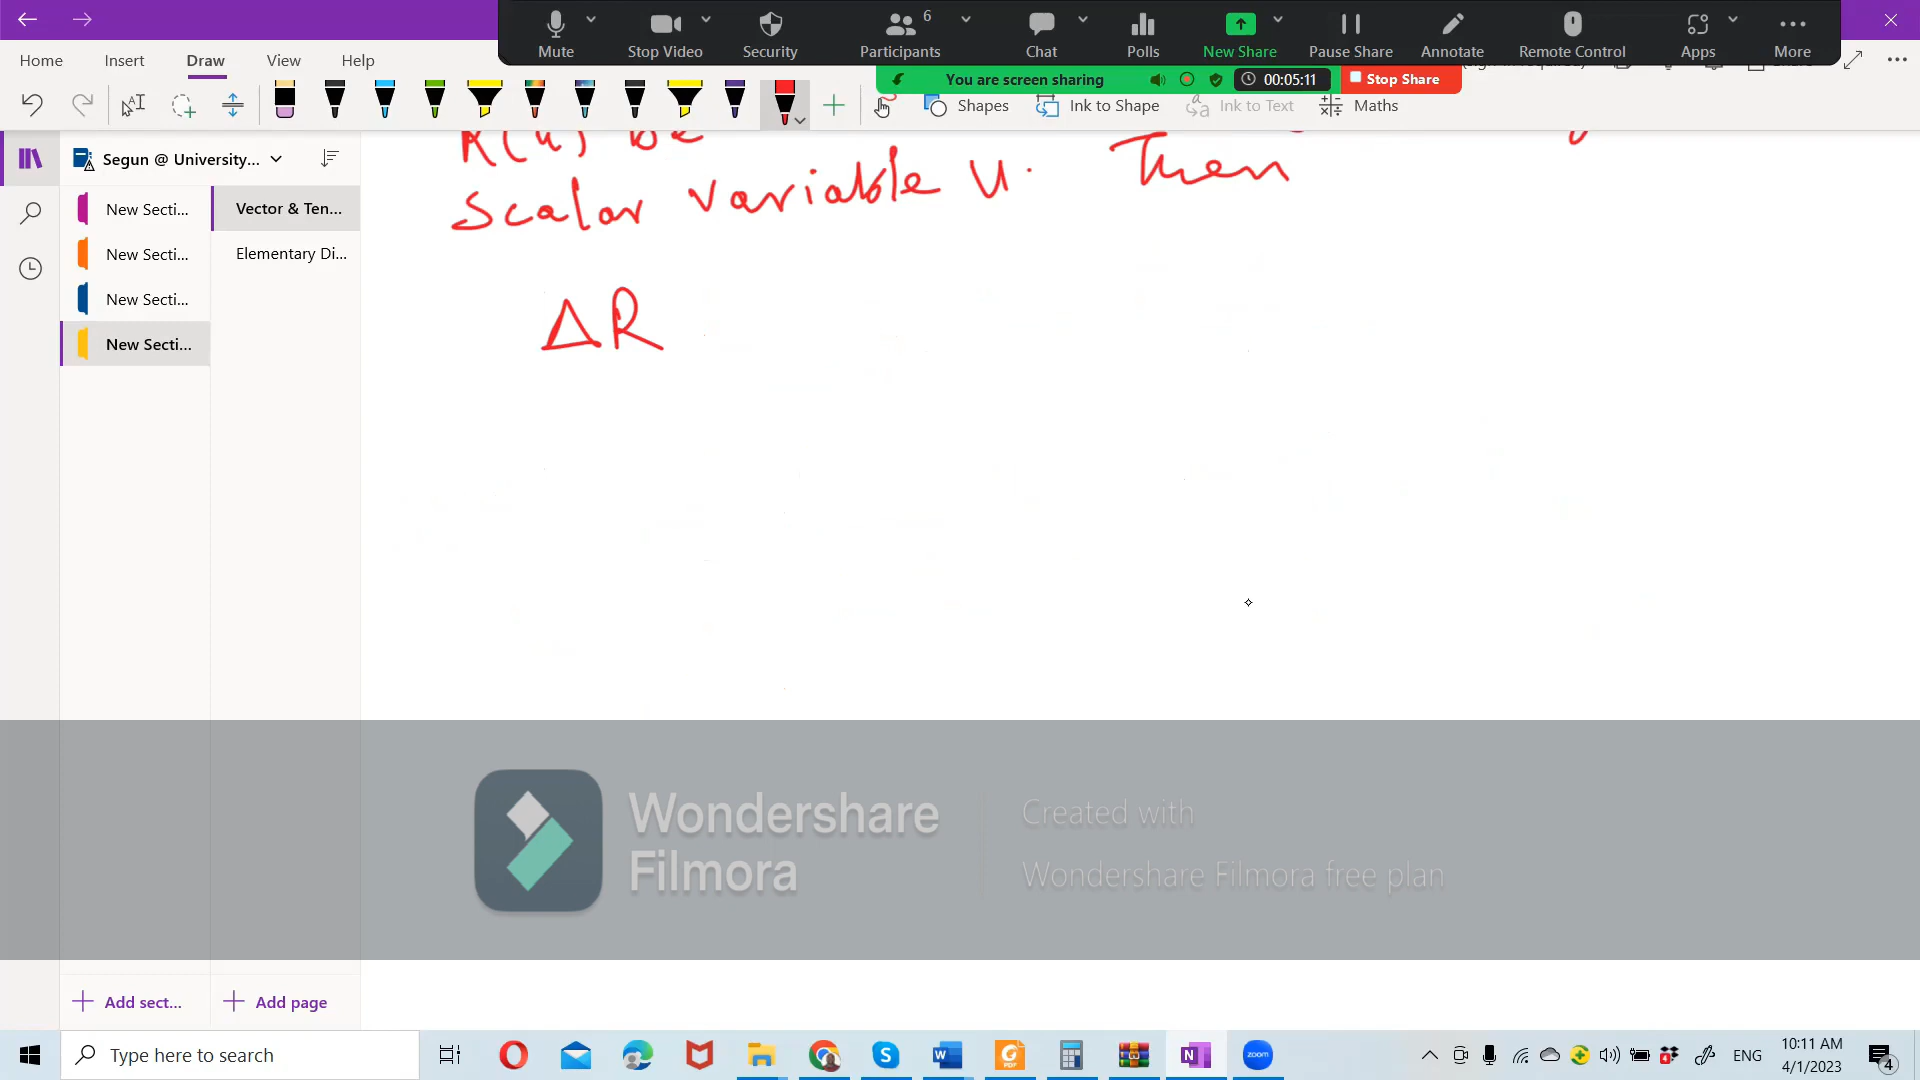 Mute
Stop Video
Security
Participants
6
Chat
Polls
New Share
Pause Share
Annotate
Remote Control
Apps
More
You are screen sharing
00:05:11
Stop Share
Home
Insert
Draw
View
Help
Shapes
Ink to Shape
Ink to Text
Maths
Segun @ University...
New Secti...
New Secti...
New Secti...
New Secti...
Vector & Ten...
Elementary Di...
R(u) be
scalar variable u. Then
ΔR
Wondershare
Filmora
Created with
Wondershare Filmora free plan
Add sect...
Add page
Type here to search
ENG
10:11 AM
4/1/2023
4